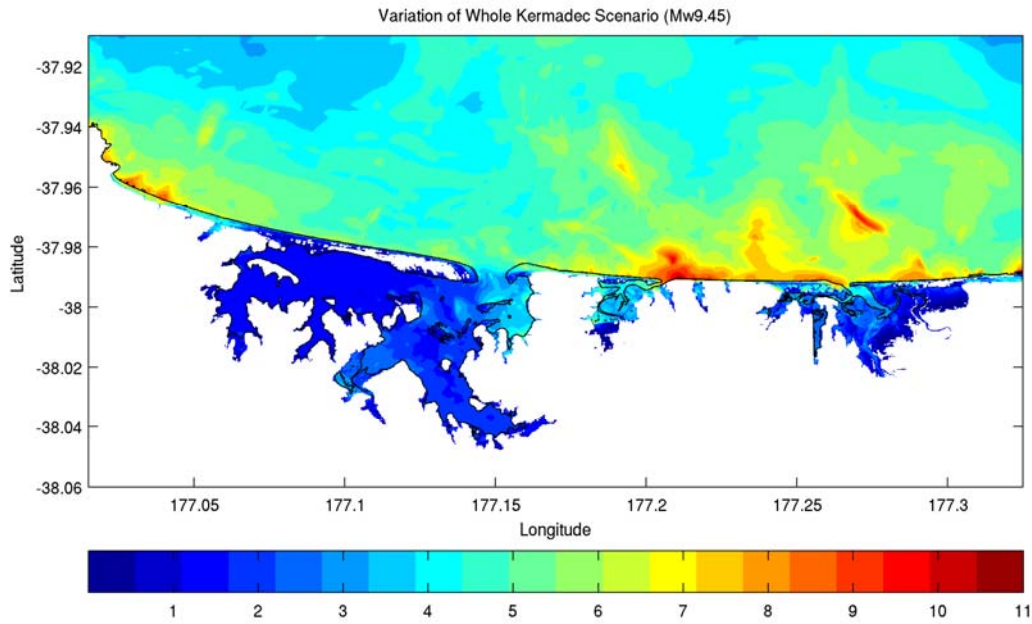 Variation of Whole Kermadec Scenario (Mw9.45)
-37.92
-37.94
-37.96
-37.98
-38
-38.02
-38.04
-38.06
Latitude
177.05 177.1 177.15 177.2 177.25 177.3
Longitude
1 2 3 4 5 6 7 8 9 10 11